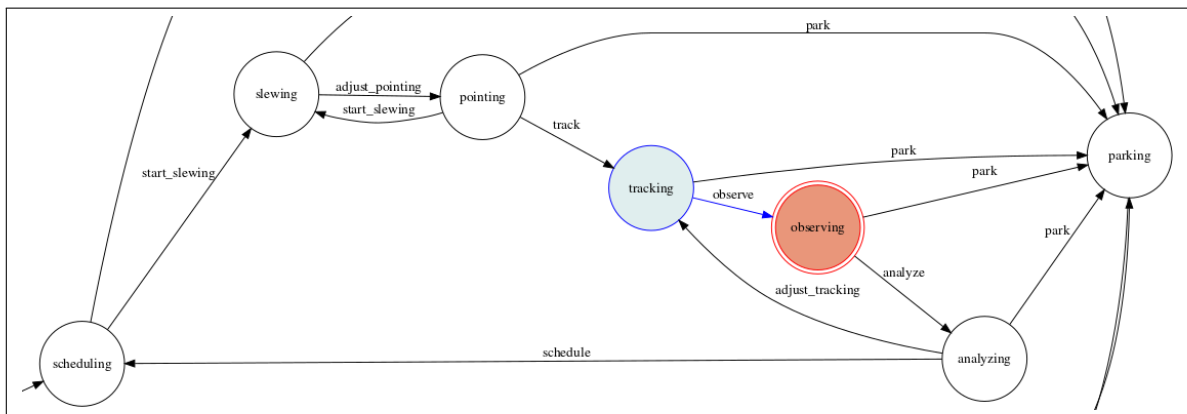 park
slewing
adjust_pointing
pointing
start_slewing
track
start_slewing
park
parking
tracking
park
observe
observing
park
analyze
adjust_tracking
schedule
scheduling
analyzing